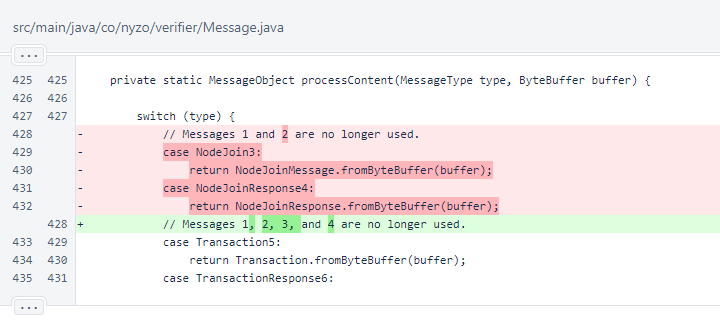 src/main/java/co/nyzo/verifier/Message.java
...
425 425 private static MessageObject processContent(MessageType type, ByteBuffer buffer) {
426 426
427 427 switch (type) {
428 - // Messages 1 and 2 are no longer used.
429 - case NodeJoin3:
430 - return NodeJoinMessage.fromByteBuffer(buffer);
431 - case NodeJoinResponse4:
432 - return NodeJoinResponse.fromByteBuffer(buffer);
428 + // Messages 1, 2, 3, and 4 are no longer used.
433 429 case Transaction5:
434 430 return Transaction.fromByteBuffer(buffer);
435 431 case TransactionResponse6:
...